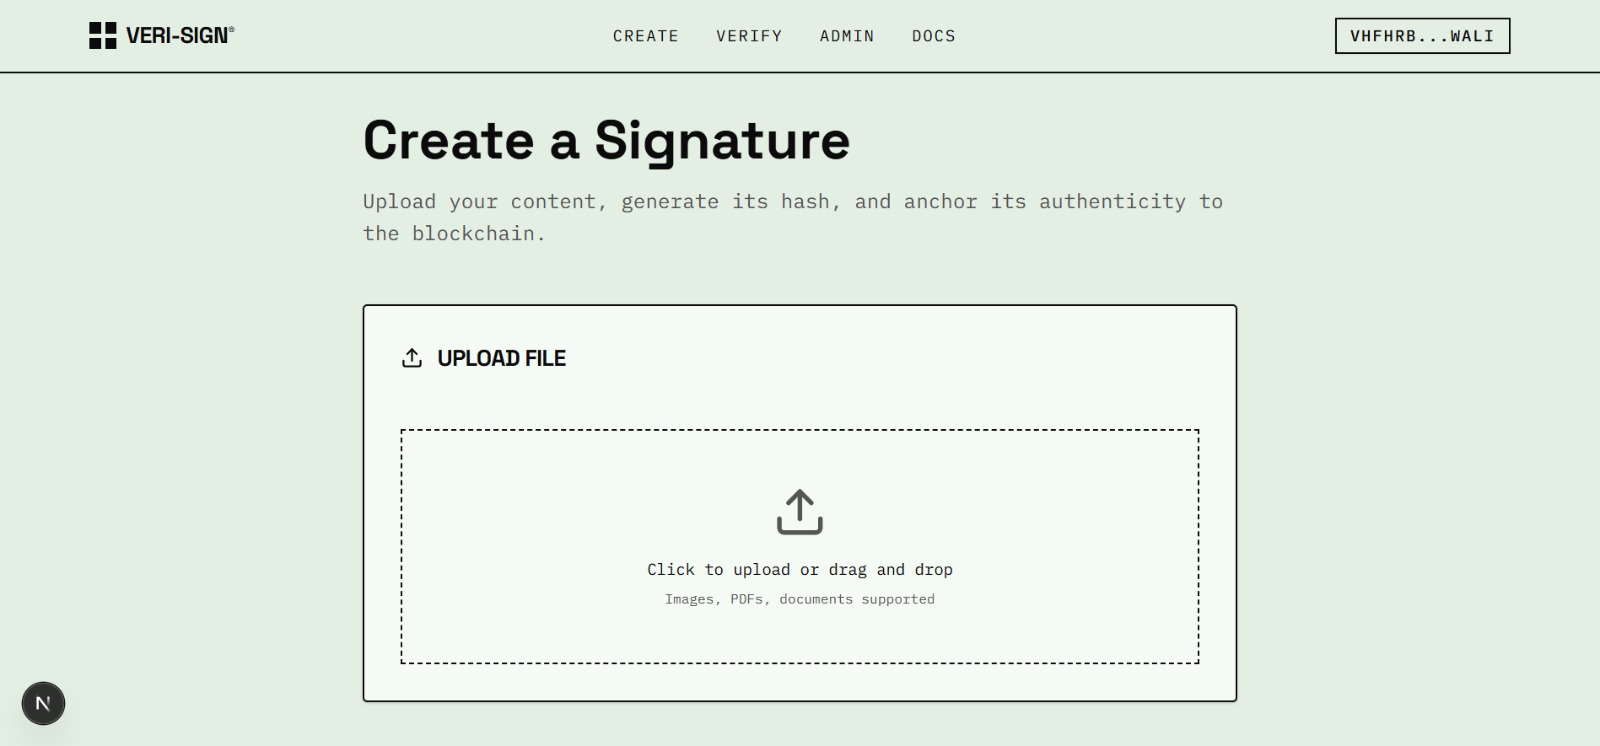 VERI-SIGN®
CREATE VERIFY ADMIN DOCS
VHFHRB...WALI
Create a Signature
Upload your content, generate its hash, and anchor its authenticity to
the blockchain.
UPLOAD FILE
Click to upload or drag and drop
Images, PDFs, documents supported
N